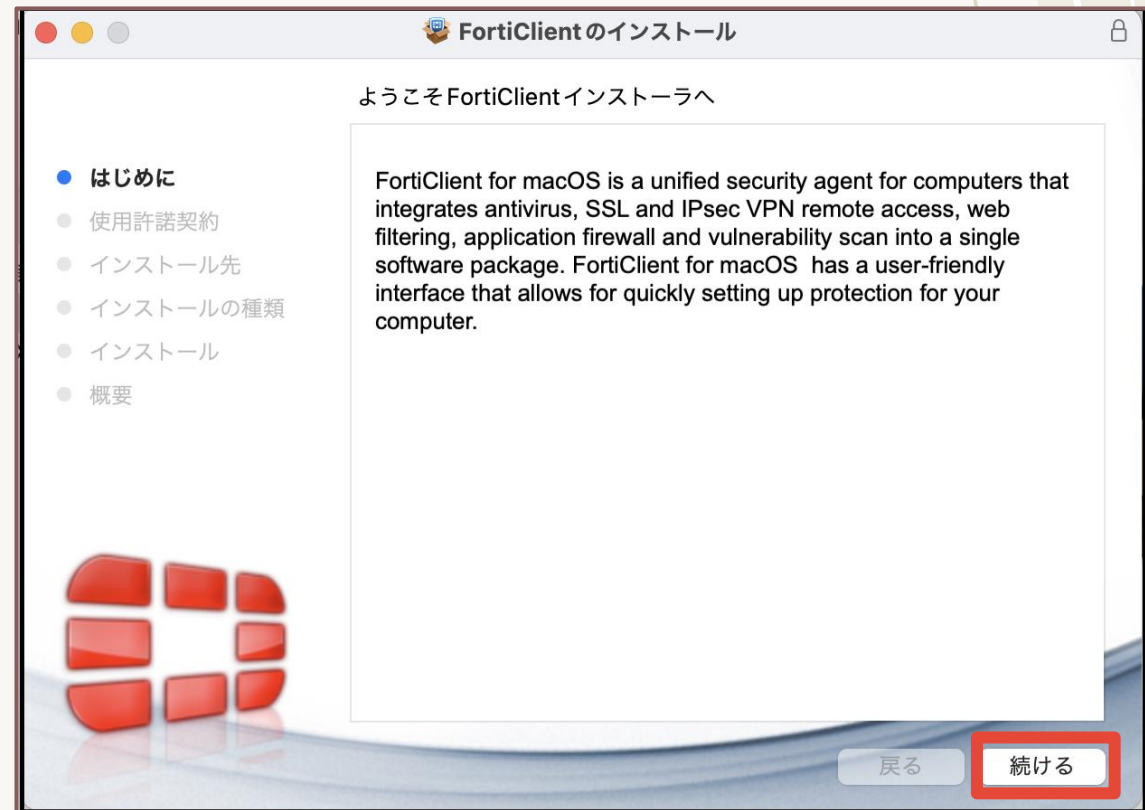 FortiClientのインストール
ようこそFortiClientインストーラへ
はじめに
使用許諾契約
インストール先
インストールの種類
インストール
概要
FortiClient for macOS is a unified security agent for computers that
integrates antivirus, SSL and IPsec VPN remote access, web
filtering, application firewall and vulnerability scan into a single
software package. FortiClient for macOS has a user-friendly
interface that allows for quickly setting up protection for your
computer.
戻る
続ける